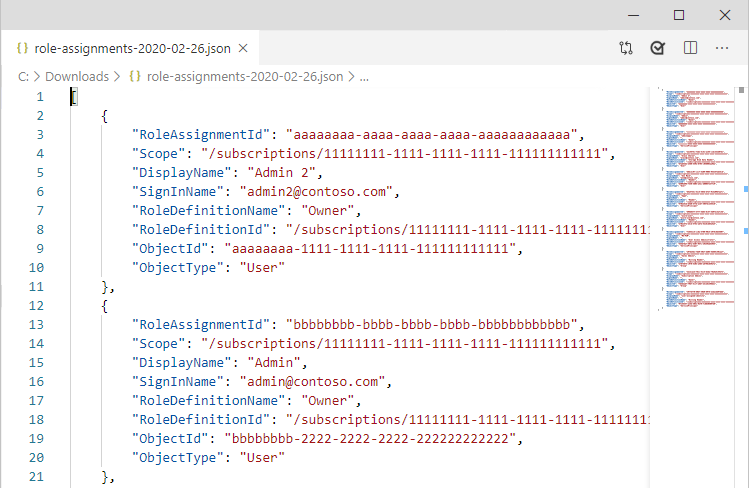 {} role-assignments-2020-02-26.json
C: > Downloads > {} role-assignments-2020-02-26.json > ...
1 [
2 {
3 "RoleAssignmentId": "aaaaaaaa-aaaa-aaaa-aaaa-aaaaaaaaaaaa",
4 "Scope": "/subscriptions/11111111-1111-1111-1111-111111111111",
5 "DisplayName": "Admin 2",
6 "SignInName": "admin2@contoso.com",
7 "RoleDefinitionName": "Owner",
8 "RoleDefinitionId": "/subscriptions/11111111-1111-1111-1111-11111111
9 "ObjectId": "aaaaaaaa-1111-1111-1111-111111111111",
10 "ObjectType": "User"
11 },
12 {
13 "RoleAssignmentId": "bbbbbbbb-bbbb-bbbb-bbbb-bbbbbbbbbbbb",
14 "Scope": "/subscriptions/11111111-1111-1111-1111-111111111111",
15 "DisplayName": "Admin",
16 "SignInName": "admin@contoso.com",
17 "RoleDefinitionName": "Owner",
18 "RoleDefinitionId": "/subscriptions/11111111-1111-1111-1111-11111111
19 "ObjectId": "bbbbbbbb-2222-2222-2222-222222222222",
20 "ObjectType": "User"
21 },